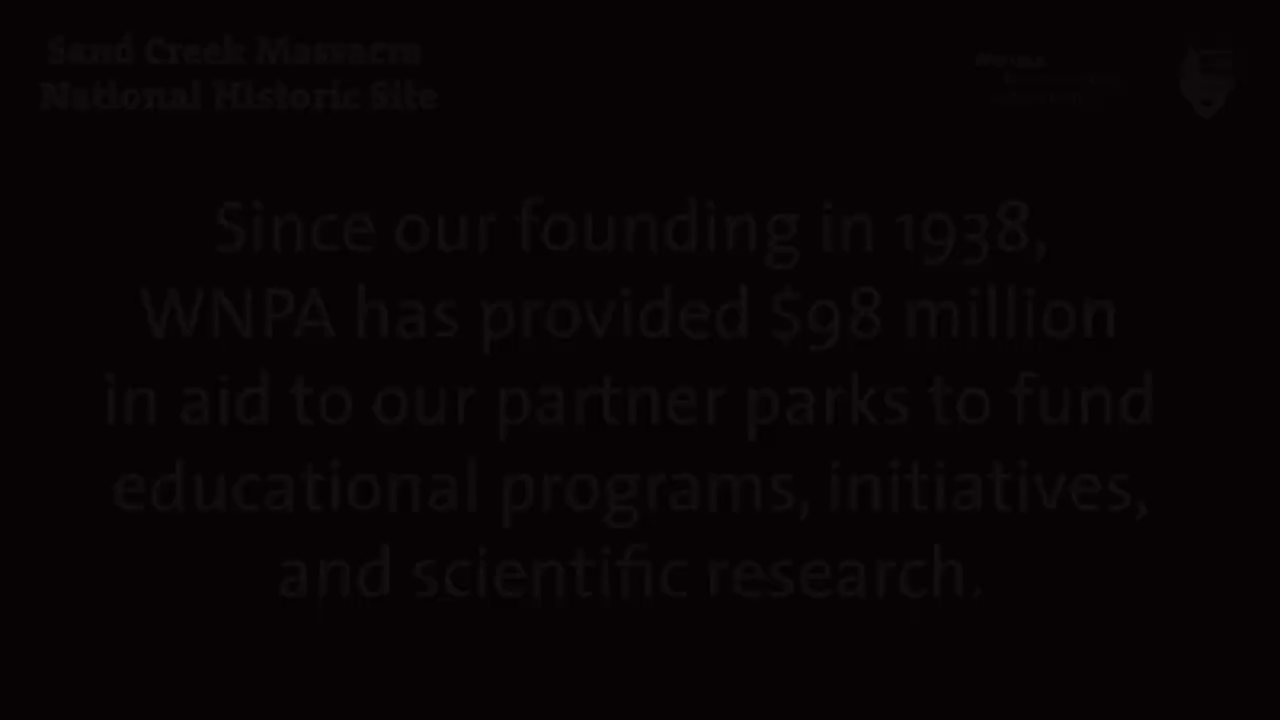 Sand Creek Massacre
National Historic Site
Since our founding in 1938,
WNPA has provided $98 million
in aid to our partner parks to fund
educational programs, initiatives,
and scientific research.